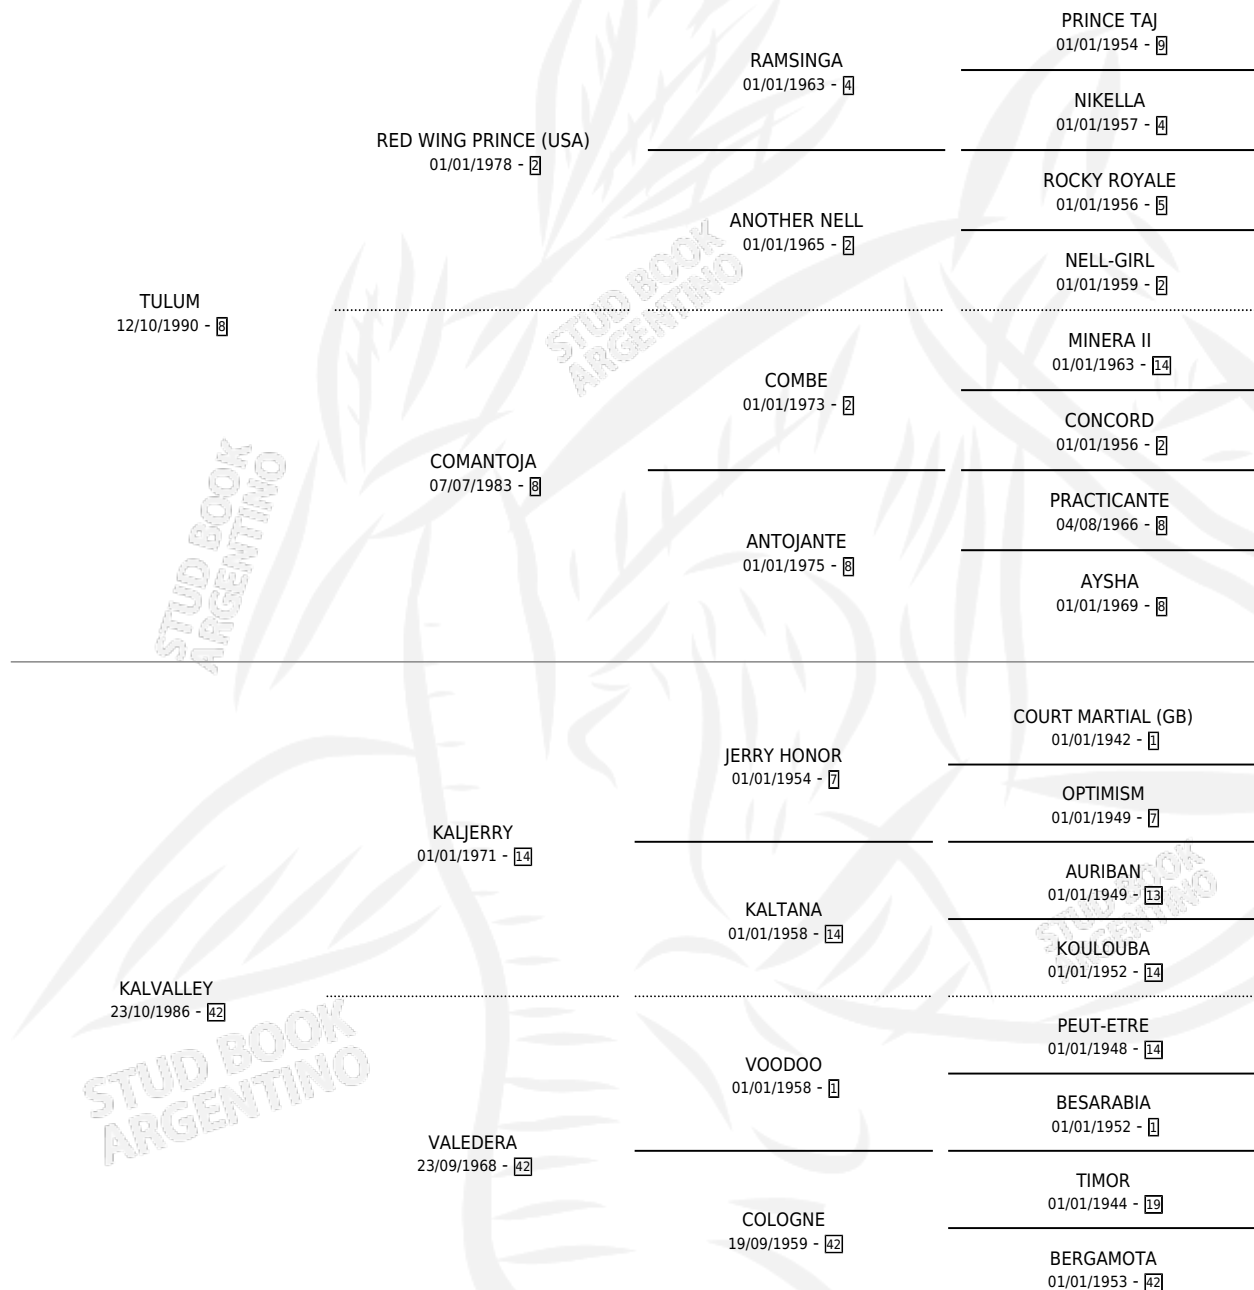 PRINCE TAJ
01/01/1954 - 9
RAMSINGA
01/01/1963 - 4
NIKELLA
01/01/1957 - 4
RED WING PRINCE (USA)
01/01/1978 - 2
ROCKY ROYALE
01/01/1956 - 5
ANOTHER NELL
01/01/1965 - 2
NELL-GIRL
01/01/1959 - 2
TULUM
12/10/1990 - 8
STUD BOOK
ARGENTINO
MINERA II
01/01/1963 - 14
COMBE
01/01/1973 - 2
CONCORD
01/01/1956 - 2
COMANTOJA
07/07/1983 - 8
PRACTICANTE
04/08/1966 - 8
ANTOJANTE
01/01/1975 - 8
AYSHA
01/01/1969 - 8
STUD BOOK
ARGENTINO
COURT MARTIAL (GB)
01/01/1942 - 1
JERRY HONOR
01/01/1954 - 7
OPTIMISM
01/01/1949 - 7
KALJERRY
01/01/1971 - 14
AURIBAN
01/01/1949 - 13
KALTANA
01/01/1958 - 14
KOULOUBA
01/01/1952 - 14
STUD BOOK
ARGENTINO
KALVALLEY
23/10/1986 - 42
PEUT-ETRE
01/01/1948 - 14
VOODOO
01/01/1958 - 1
BESARABIA
01/01/1952 - 1
STUD BOOK
ARGENTINO
VALEDERA
23/09/1968 - 42
TIMOR
01/01/1944 - 19
COLOGNE
19/09/1959 - 42
BERGAMOTA
01/01/1953 - 42